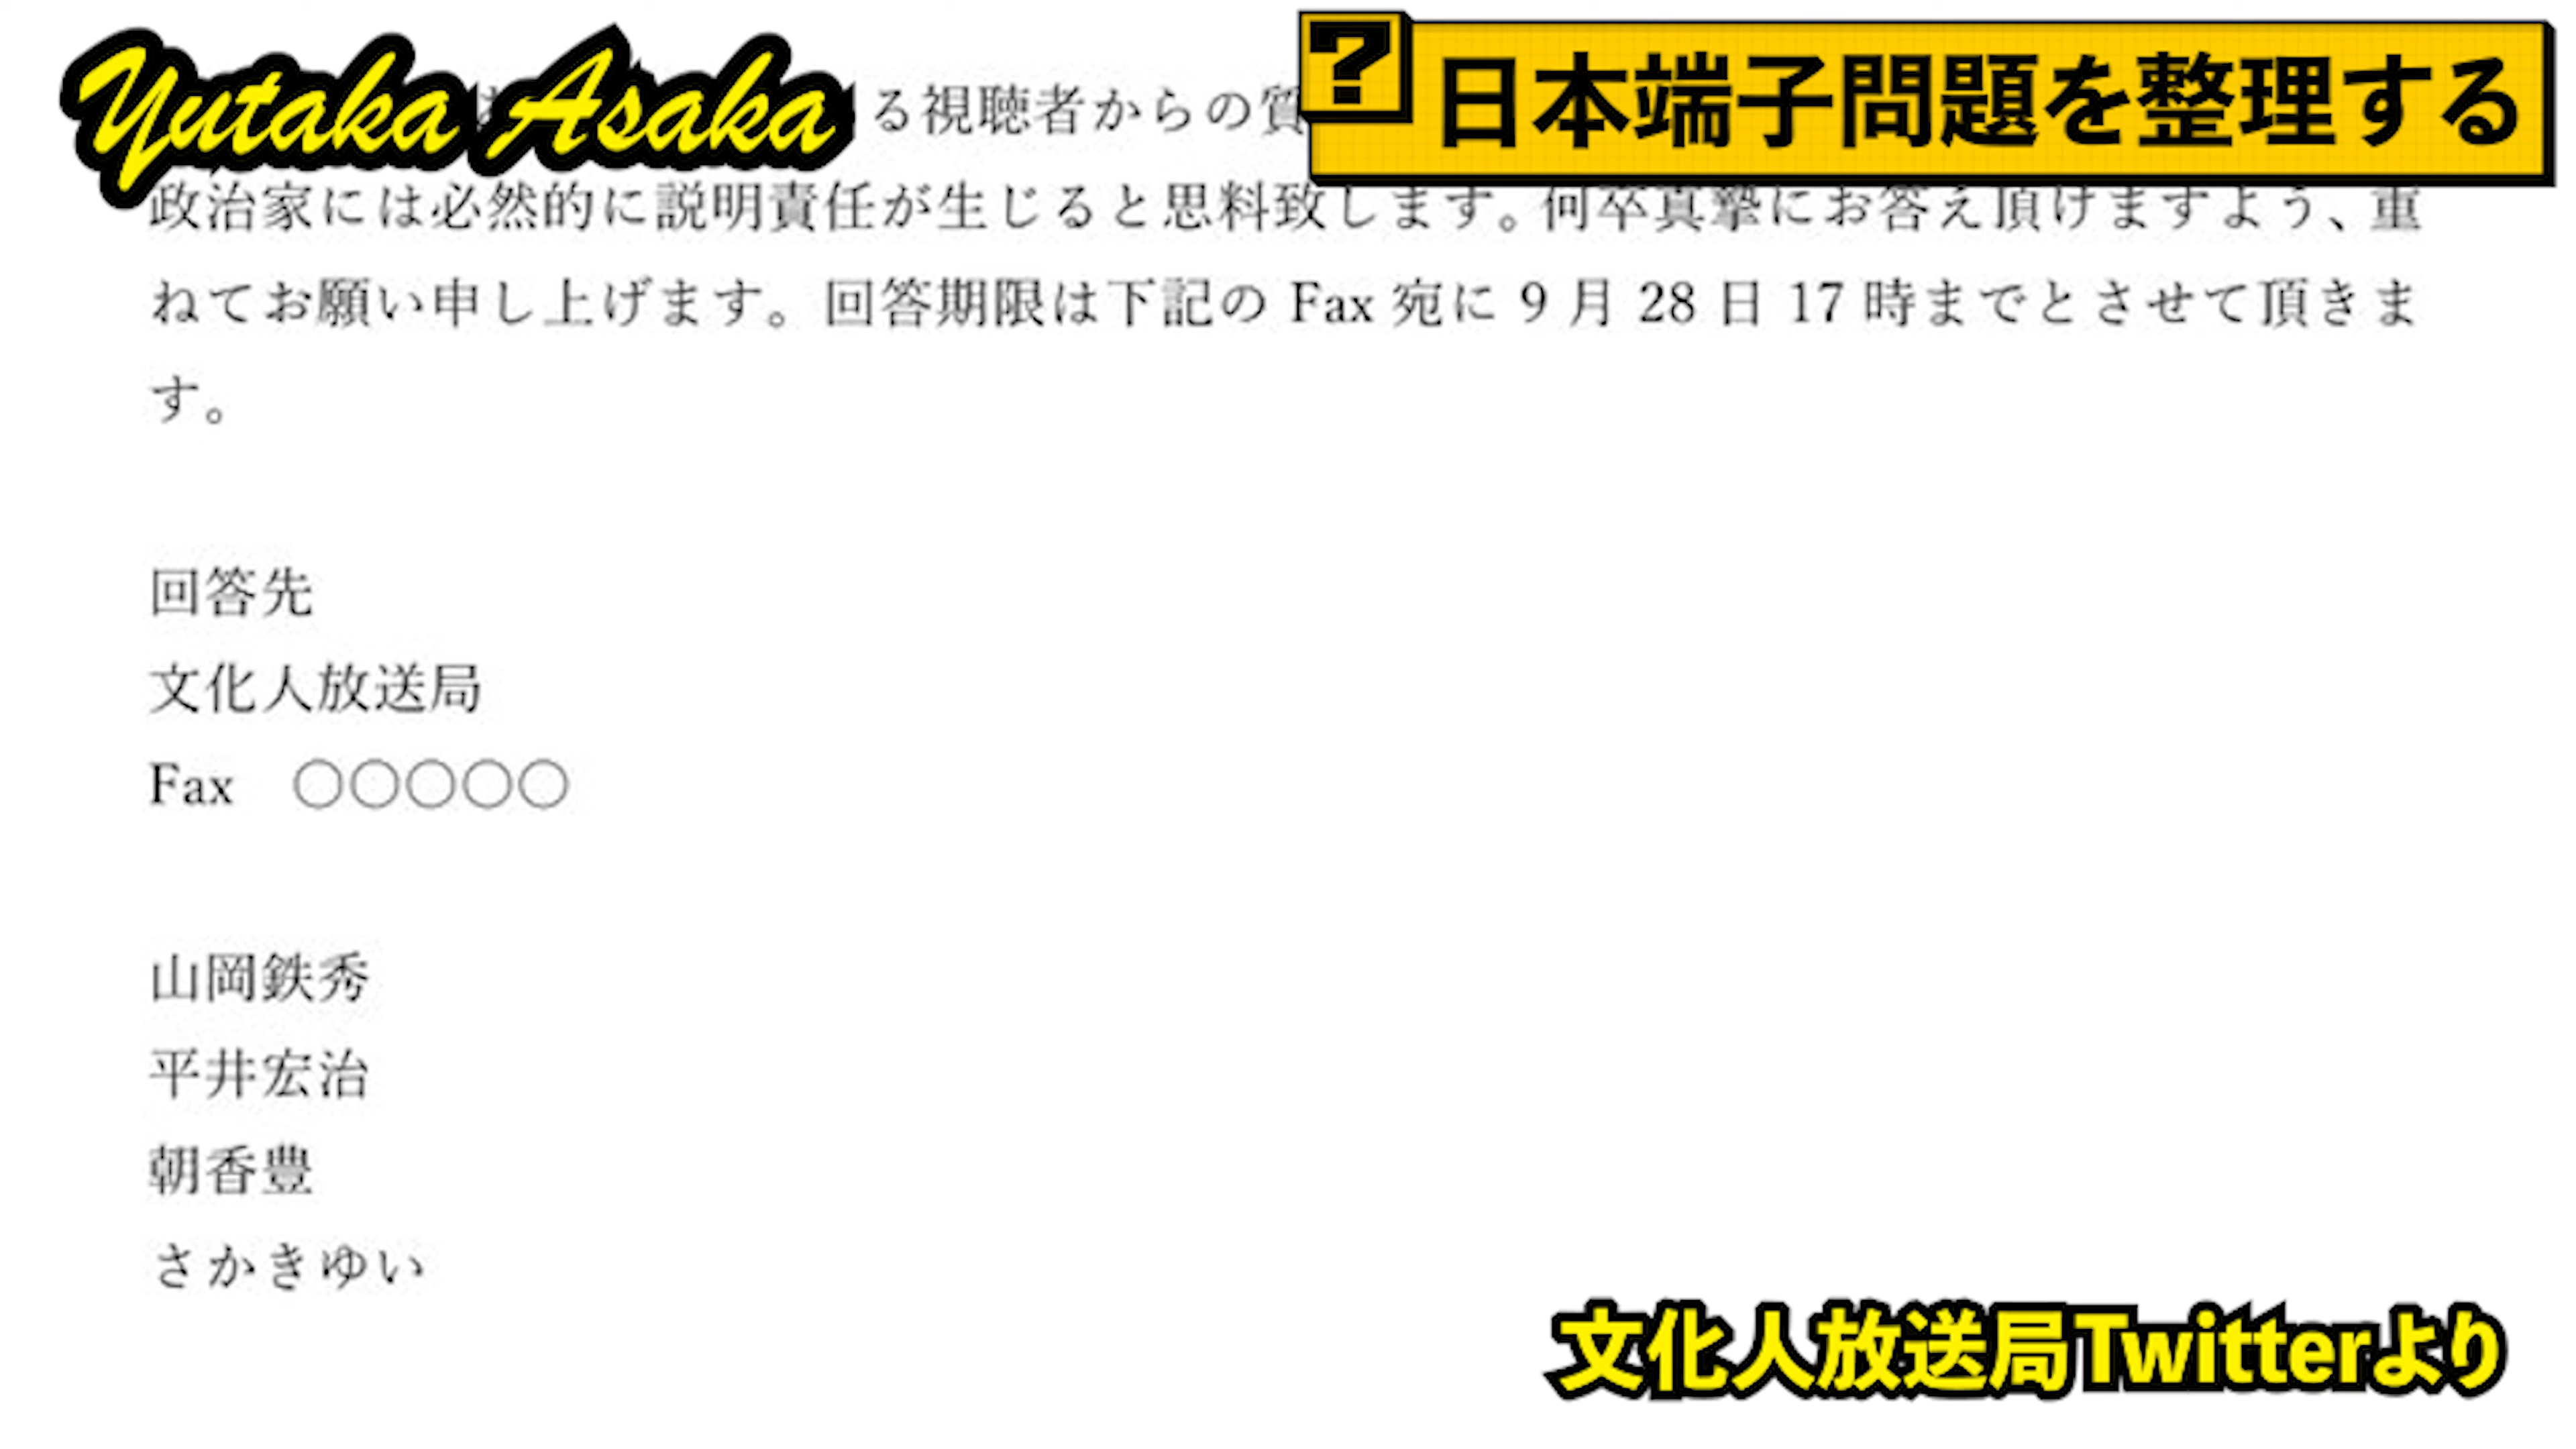 Yutaka Asaka
? 日本端子問題を整理する
る視聴者からの質
政治家には必然的に説明責任が生じると思料致します。何卒真摯にお答え頂けますよう、重
ねてお願い申し上げます。回答期限は下記の Fax 宛に 9 月 28 日 17 時までとさせて頂きま
す。
回答先
文化人放送局
Fax　○○○○○
山岡鉄秀
平井宏治
朝香豊
さかきゆい
文化人放送局Twitterより